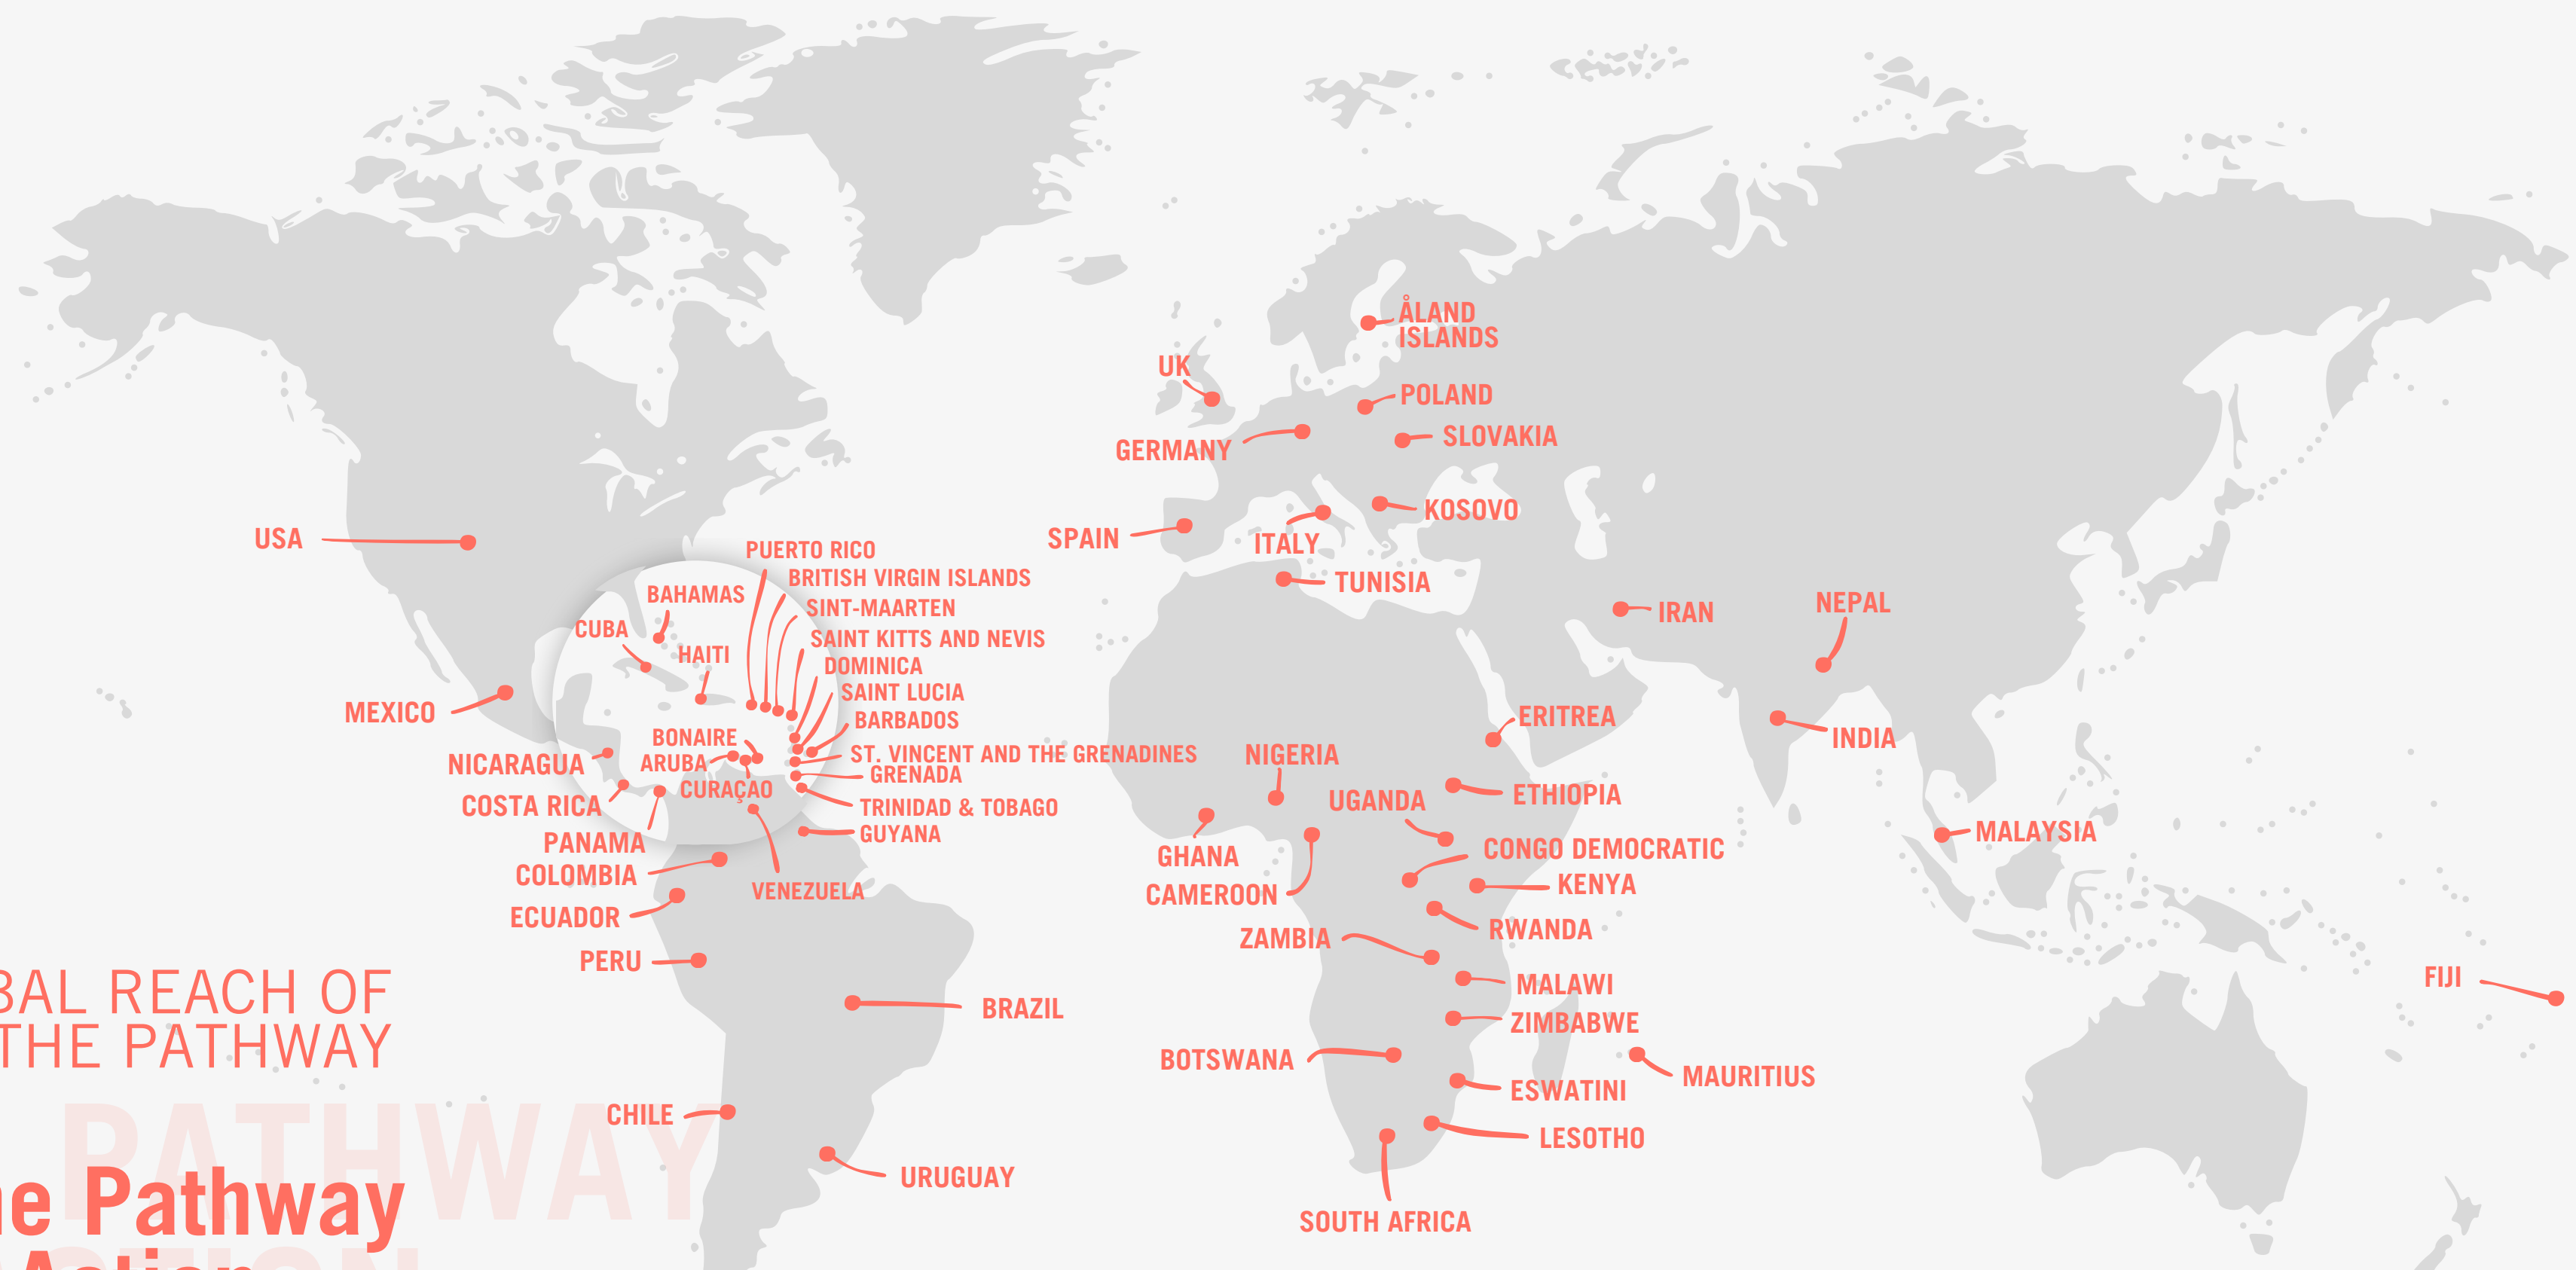 ÅLAND
ISLANDS
UK
POLAND
GERMANY
SLOVAKIA
KOSOVO
SPAIN
ITALY
TUNISIA
USA
PUERTO RICO
BRITISH VIRGIN ISLANDS
BAHAMAS
SINT-MAARTEN
CUBA
SAINT KITTS AND NEVIS
HAITI
DOMINICA
SAINT LUCIA
MEXICO
BARBADOS
BONAIRE
ST. VINCENT AND THE GRENADINES
NICARAGUA
ARUBA
GRENADA
CURAÇAO
COSTA RICA
TRINIDAD & TOBAGO
PANAMA
GUYANA
COLOMBIA
VENEZUELA
ECUADOR
PERU
BRAZIL
CHILE
URUGUAY
IRAN
NEPAL
ERITREA
INDIA
NIGERIA
ETHIOPIA
UGANDA
MALAYSIA
GHANA
CONGO DEMOCRATIC
CAMEROON
KENYA
RWANDA
ZAMBIA
MALAWI
FIJI
ZIMBABWE
BOTSWANA
MAURITIUS
ESWATINI
LESOTHO
SOUTH AFRICA
BAL REACH OF
THE PATHWAY
PATHWAY
he Pathway
Action